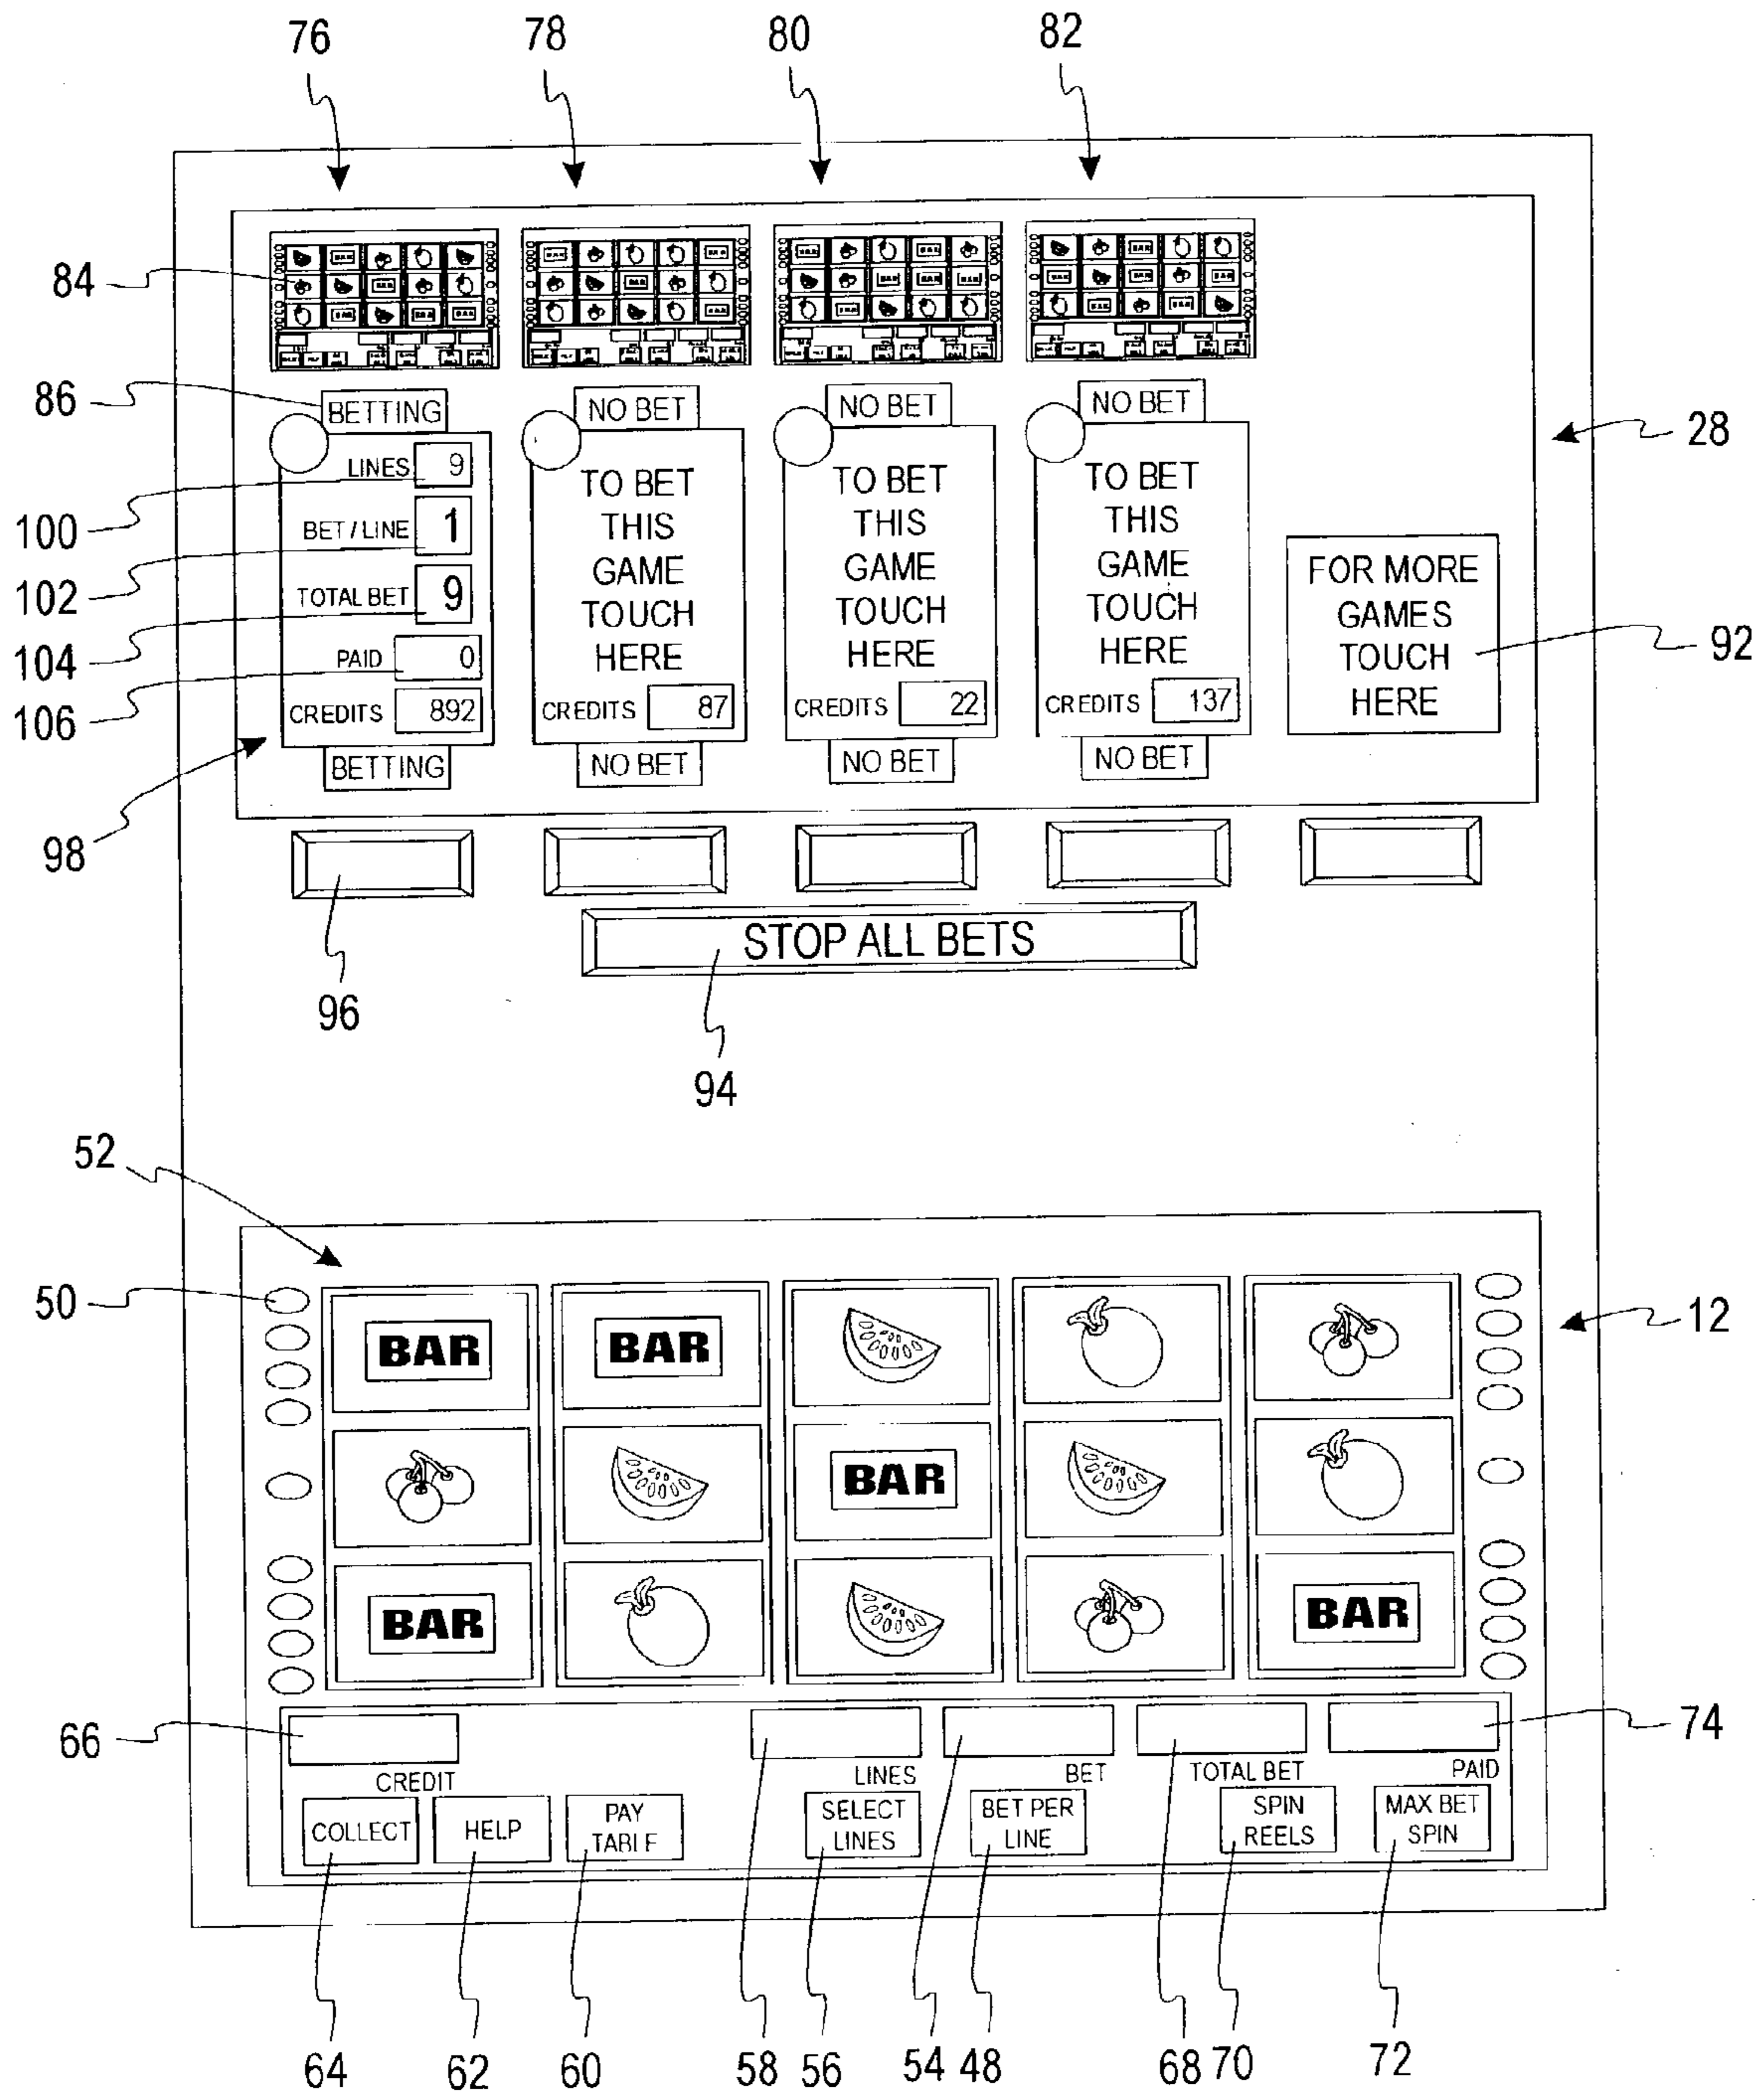 76 78 80 82
84
86 BETTING NO BET NO BET NO BET
28
LINES 9
100
BET / LINE 1
102
TOTAL BET 9
104
PAID 0
106
CREDITS 892
BETTING
98
TO BET
THIS
GAME
TOUCH
HERE
CREDITS 87
NO BET
TO BET
THIS
GAME
TOUCH
HERE
CREDITS 22
NO BET
TO BET
THIS
GAME
TOUCH
HERE
CREDITS 137
NO BET
FOR MORE
GAMES
TOUCH
HERE
92
96
STOP ALL BETS
94
52
50
12
BAR BAR
BAR
BAR BAR
66 74
CREDIT LINES BET TOTAL BET PAID
COLLECT
HELP
PAY
TABLE
SELECT
LINES
BET PER
LINE
SPIN
REELS
MAX BET
SPIN
64 62 60 58 56 54 48 68 70 72